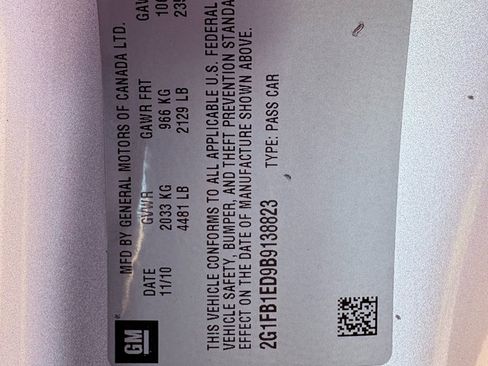 GM
MFD BY GENERAL MOTORS OF CANADA LTD.
DATE GVWR GAWR FRT
11/10 2033 KG 966 KG
4481 LB 2129 LB
THIS VEHICLE CONFORMS TO ALL APPLICABLE U.S. FEDERAL
VEHICLE SAFETY, BUMPER, AND THEFT PREVENTION
EFFECT ON THE DATE OF MANUFACTURE SHOWN ABOVE.
2G1FB1ED9B9138823 TYPE: PASS CAR